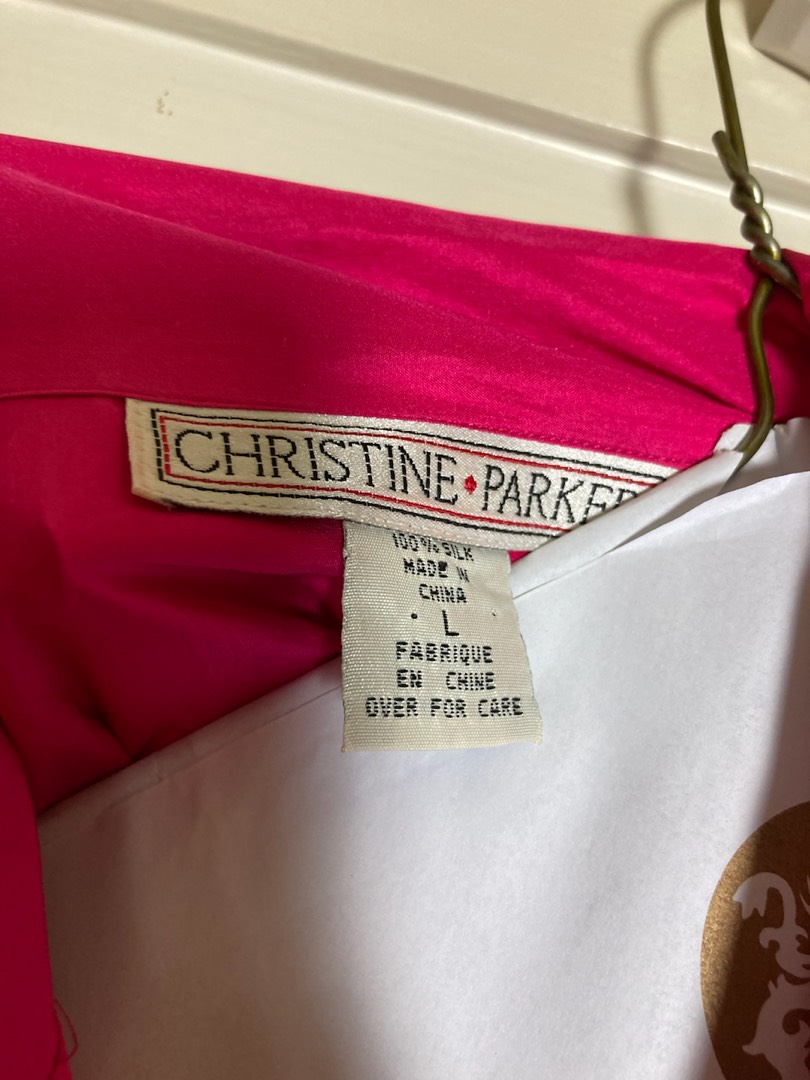 CHRISTINE♦PARKER
100% SILK
MADE IN
CHINA
L
FABRIQUE
EN CHINE
OVER FOR CARE